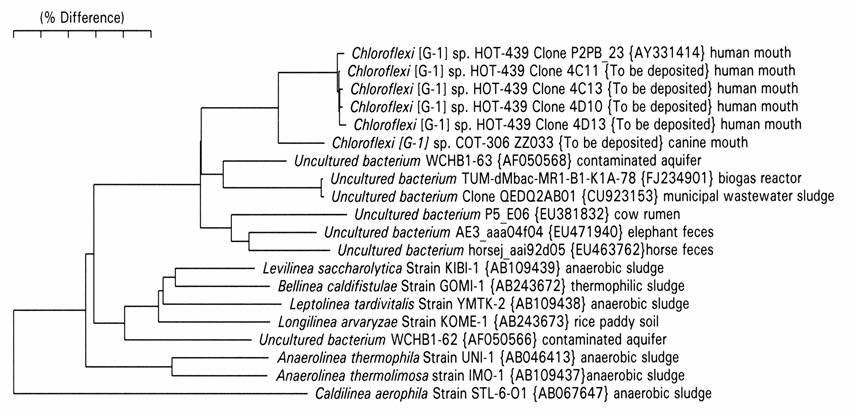 (% Difference)
Chloroflexi [G-1] sp. HOT-439 Clone P2PB_23 {AY331414} human mouth
Chloroflexi [G-1] sp. HOT-439 Clone 4C11 {To be deposited} human mouth
Chloroflexi [G-1] sp. HOT-439 Clone 4C13 {To be deposited} human mouth
Chloroflexi [G-1] sp. HOT-439 Clone 4D10 {To be deposited} human mouth
Chloroflexi [G-1] sp. HOT-439 Clone 4D13 {To be deposited} human mouth
Chloroflexi [G-1] sp. COT-306 ZZ033 {To be deposited} canine mouth
Uncultured bacterium WCHB1-63 {AF050568} contaminated aquifer
Uncultured bacterium TUM-dMbac-MR1-B1-K1A-78 {FJ234901} biogas reactor
Uncultured bacterium Clone QEDQ2AB01 {CU923153} municipal wastewater sludge
Uncultured bacterium P5_E06 {EU381832} cow rumen
Uncultured bacterium AE3_aaa04f04 {EU471940} elephant feces
Uncultured bacterium horsej_aai92d05 {EU463762}horse feces
Levilinea saccharolytica Strain KIBI-1 {AB109439} anaerobic sludge
Bellinea caldifistulae Strain GOMI-1 {AB243672} thermophilic sludge
Leptolinea tardivitalis Strain YMTK-2 {AB109438} anaerobic sludge
Longilinea arvaryzae Strain KOME-1 {AB243673} rice paddy soil
Uncultured bacterium WCHB1-62 {AF050566} contaminated aquifer
Anaerolinea thermophila Strain UNI-1 {AB046413} anaerobic sludge
Anaerolinea thermolimosa strain IMO-1 {AB109437}anaerobic sludge
Caldilinea aerophila Strain STL-6-O1 {AB067647} anaerobic sludge